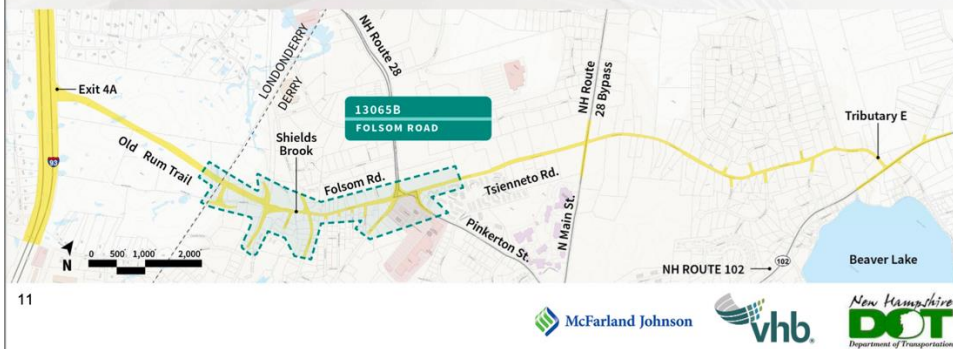 NH Route 28
Exit 4A
LONDONDERRY
DERRY
13065B
FOLSOM ROAD
NH Route
28 Bypass
Tributary E
Shields
Brook
Old Rum Trail
Folsom Rd.
Tsienneto Rd.
93
Pinkerton St.
N Main St.
N
0 500 1,000 2,000
NH ROUTE 102
102
Beaver Lake
11
McFarland Johnson
vhb®
New Hampshire
DOT
Department of Transportation